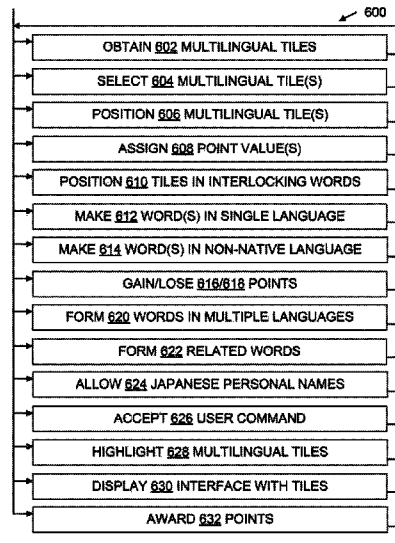 600
OBTAIN 602 MULTILINGUAL TILES
SELECT 604 MULTILINGUAL TILE(S)
POSITION 606 MULTILINGUAL TILE(S)
ASSIGN 608 POINT VALUE(S)
POSITION 610 TILES IN INTERLOCKING WORDS
MAKE 612 WORD(S) IN SINGLE LANGUAGE
MAKE 614 WORD(S) IN NON-NATIVE LANGUAGE
GAIN/LOSE 616/618 POINTS
FORM 620 WORDS IN MULTIPLE LANGUAGES
FORM 622 RELATED WORDS
ALLOW 624 JAPANESE PERSONAL NAMES
ACCEPT 626 USER COMMAND
HIGHLIGHT 628 MULTILINGUAL TILES
DISPLAY 630 INTERFACE WITH TILES
AWARD 632 POINTS